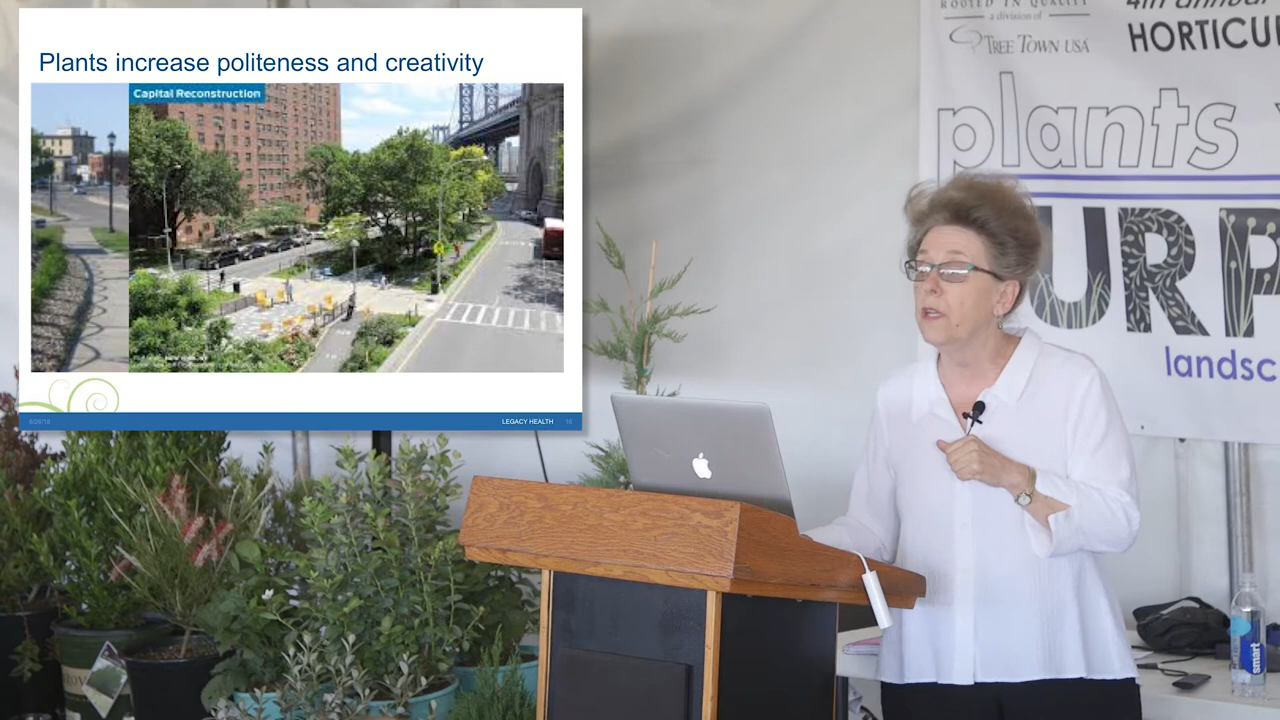 Plants increase politeness and creativity
Capital Reconstruction
LEGACY HEALTH 16
ROOTED IN QUALITY
a division of
TREE TOWN USA
4th annual
HORTICU
plants
URP
landsc
smart